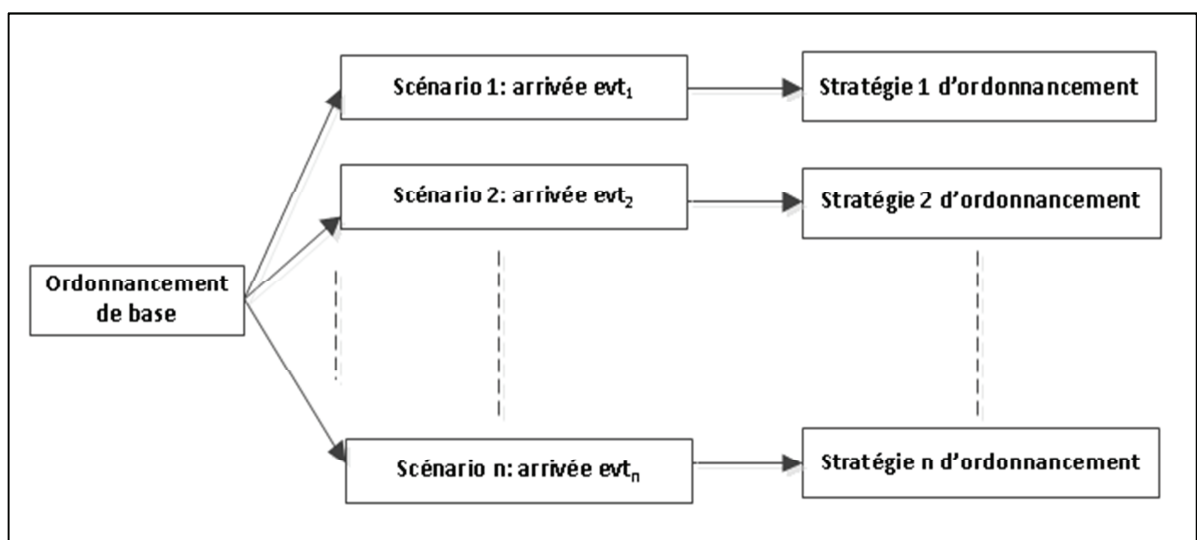 Scénario 1: arrivée evt₁
Stratégie 1 d'ordonnancement
Scénario 2: arrivée evt₂
Stratégie 2 d'ordonnancement
Ordonnancement
de base
Scénario n: arrivée evtₙ
Stratégie n d'ordonnancement